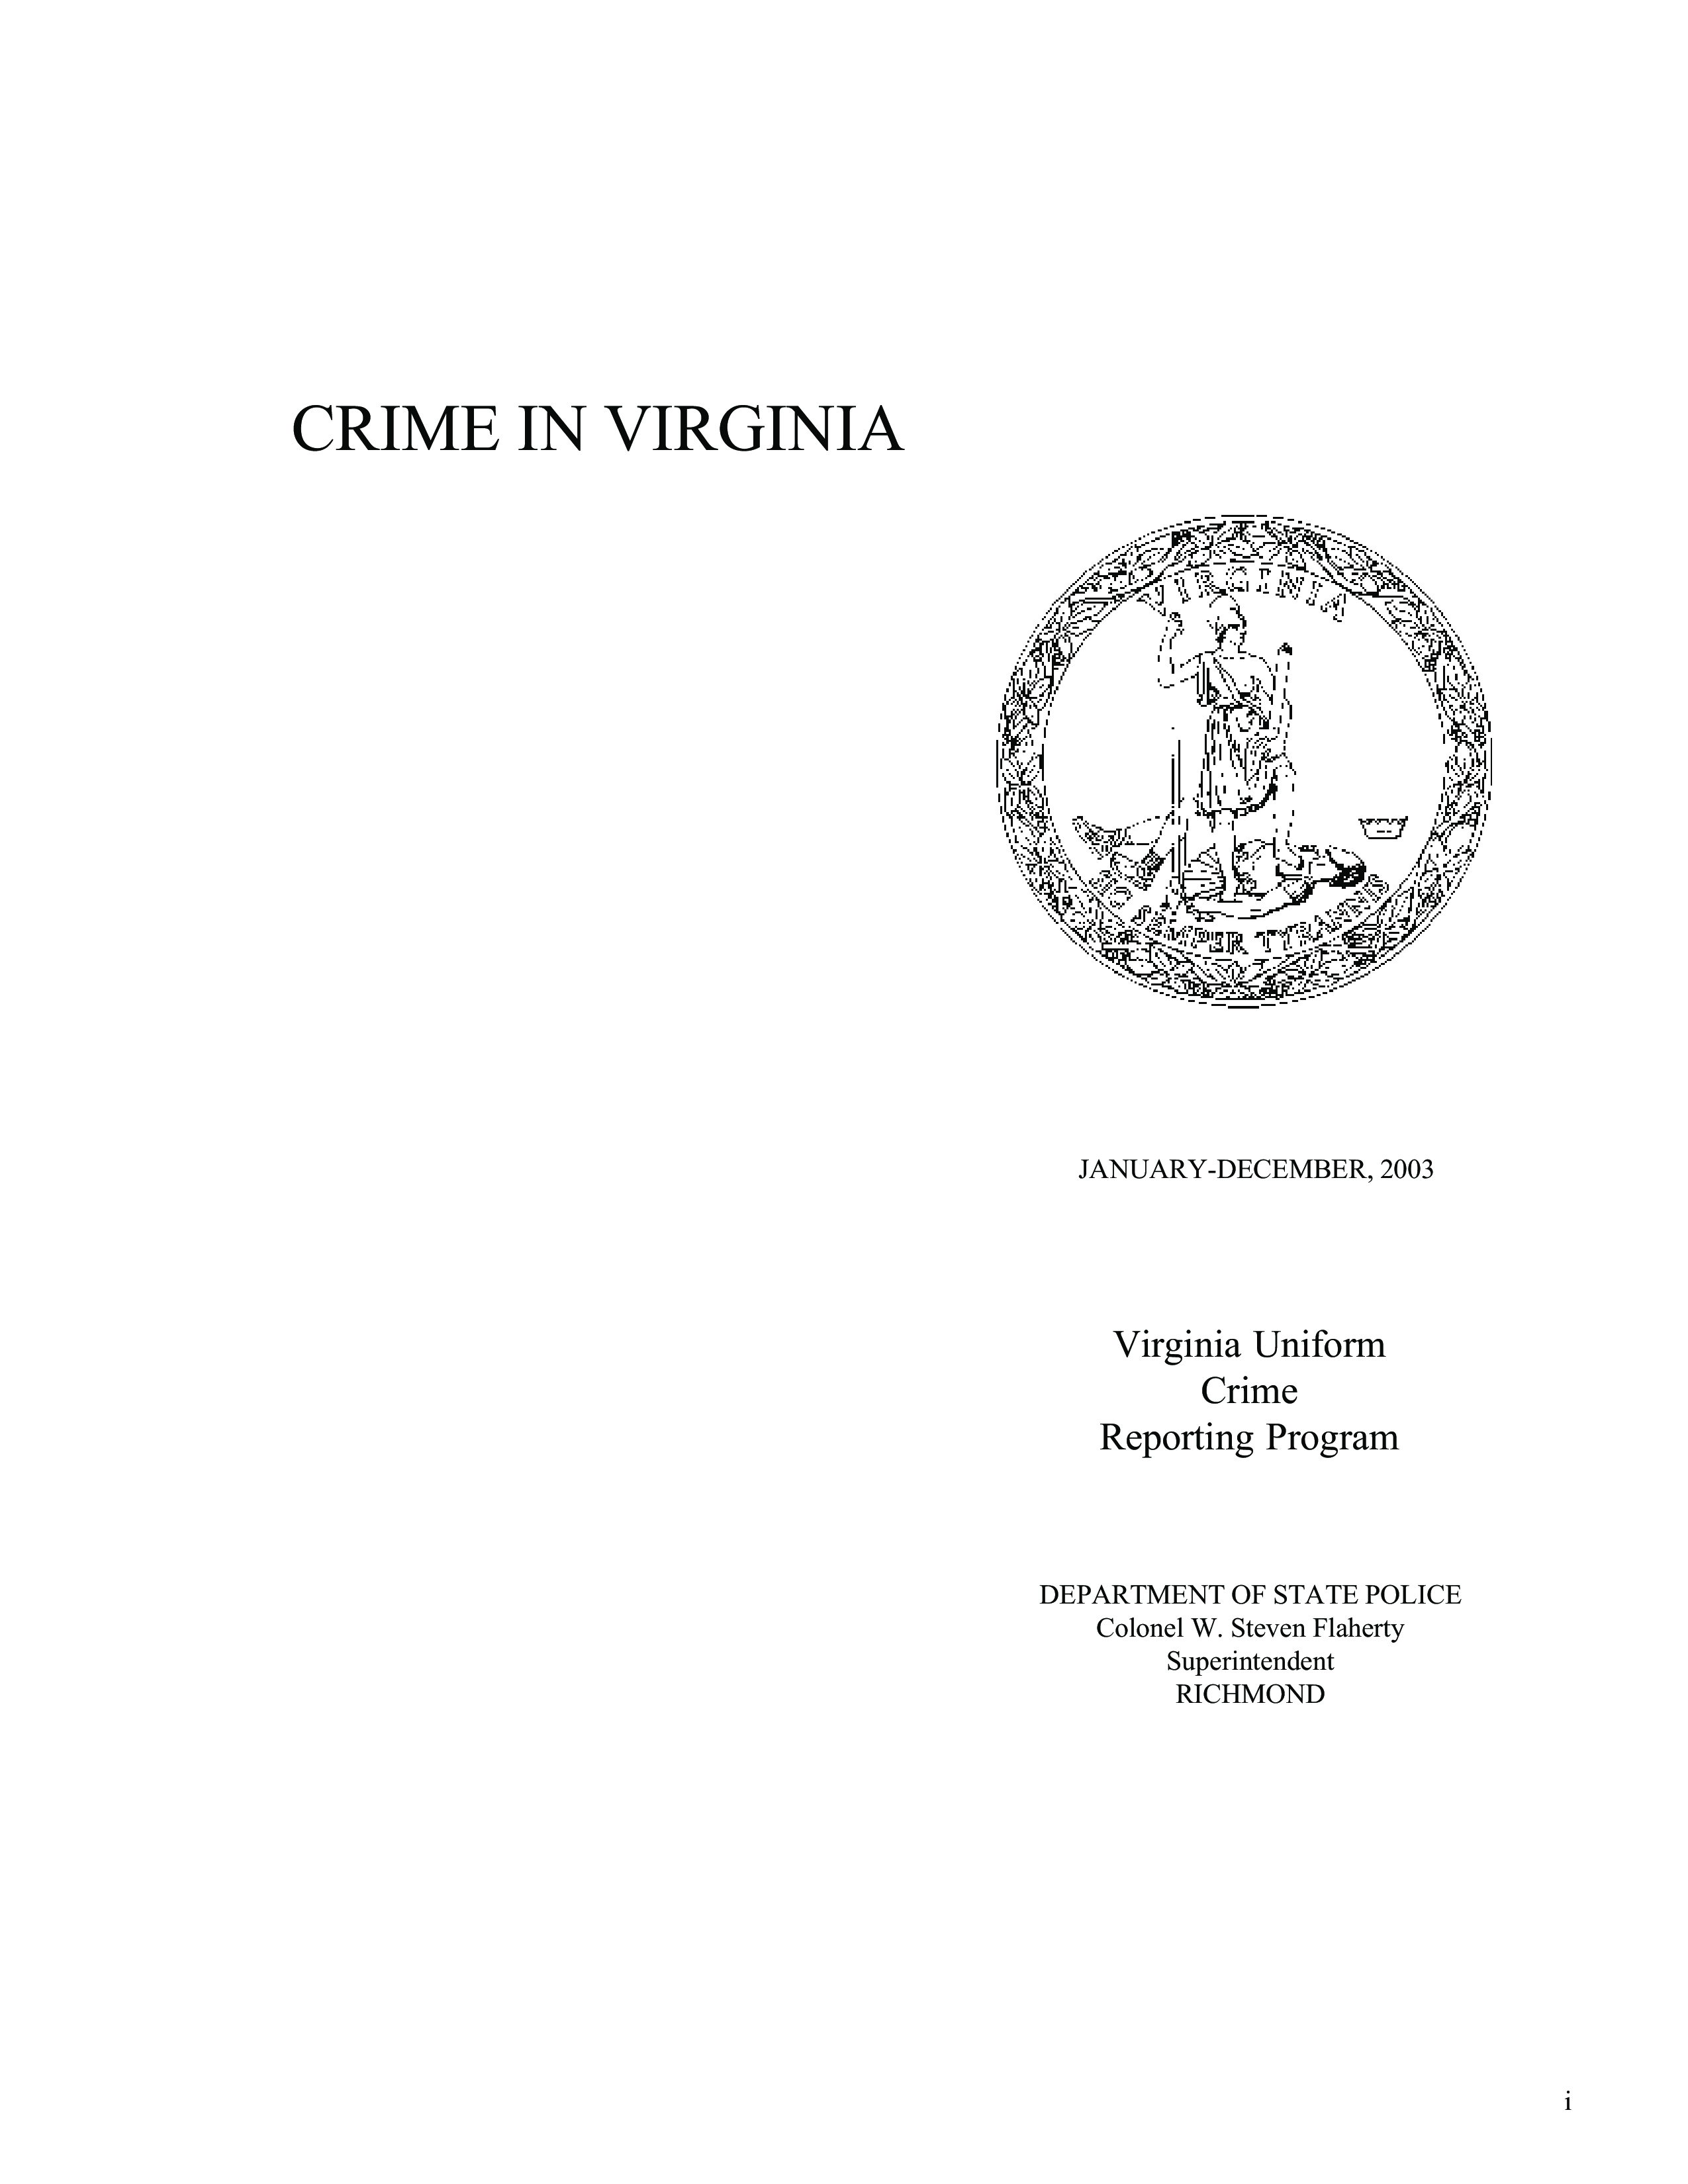 CRIME IN VIRGINIA
VIRGINIA
SIC SEMPER TYRANNIS
JANUARY-DECEMBER, 2003
Virginia Uniform
Crime
Reporting Program
DEPARTMENT OF STATE POLICE
Colonel W. Steven Flaherty
Superintendent
RICHMOND
i